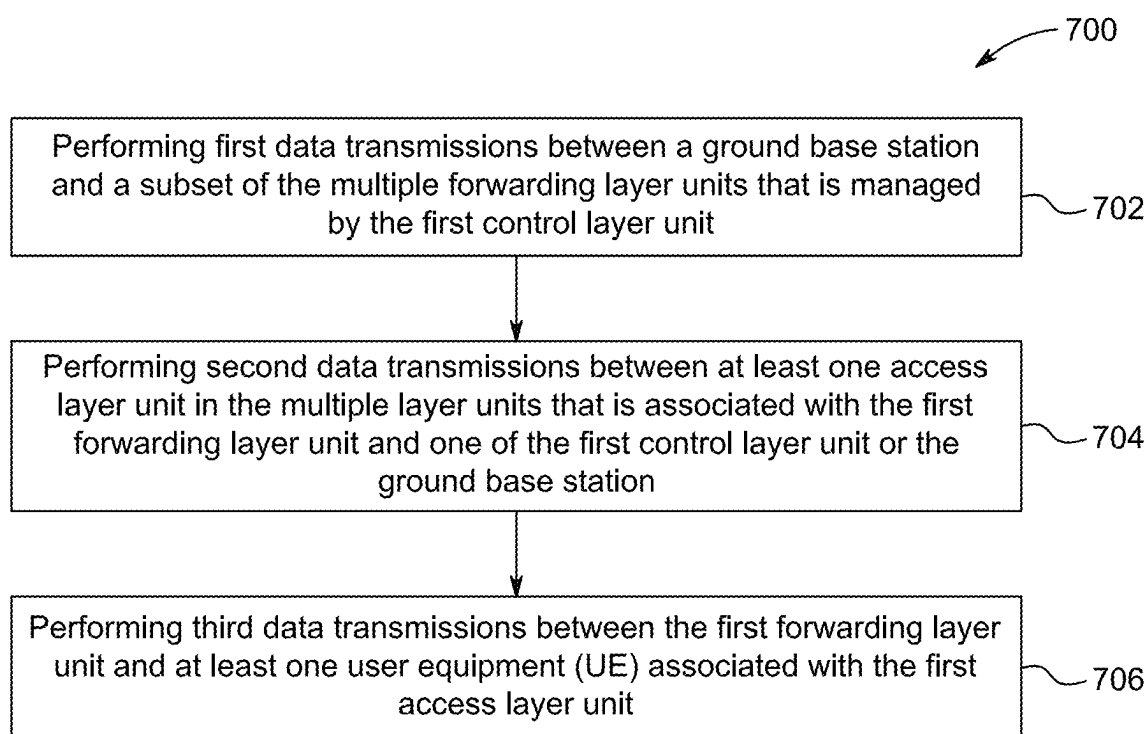 700
Performing first data transmissions between a ground base station
and a subset of the multiple forwarding layer units that is managed
by the first control layer unit
702
Performing second data transmissions between at least one access
layer unit in the multiple layer units that is associated with the first
forwarding layer unit and one of the first control layer unit or the
ground base station
704
Performing third data transmissions between the first forwarding layer
unit and at least one user equipment (UE) associated with the first
access layer unit
706